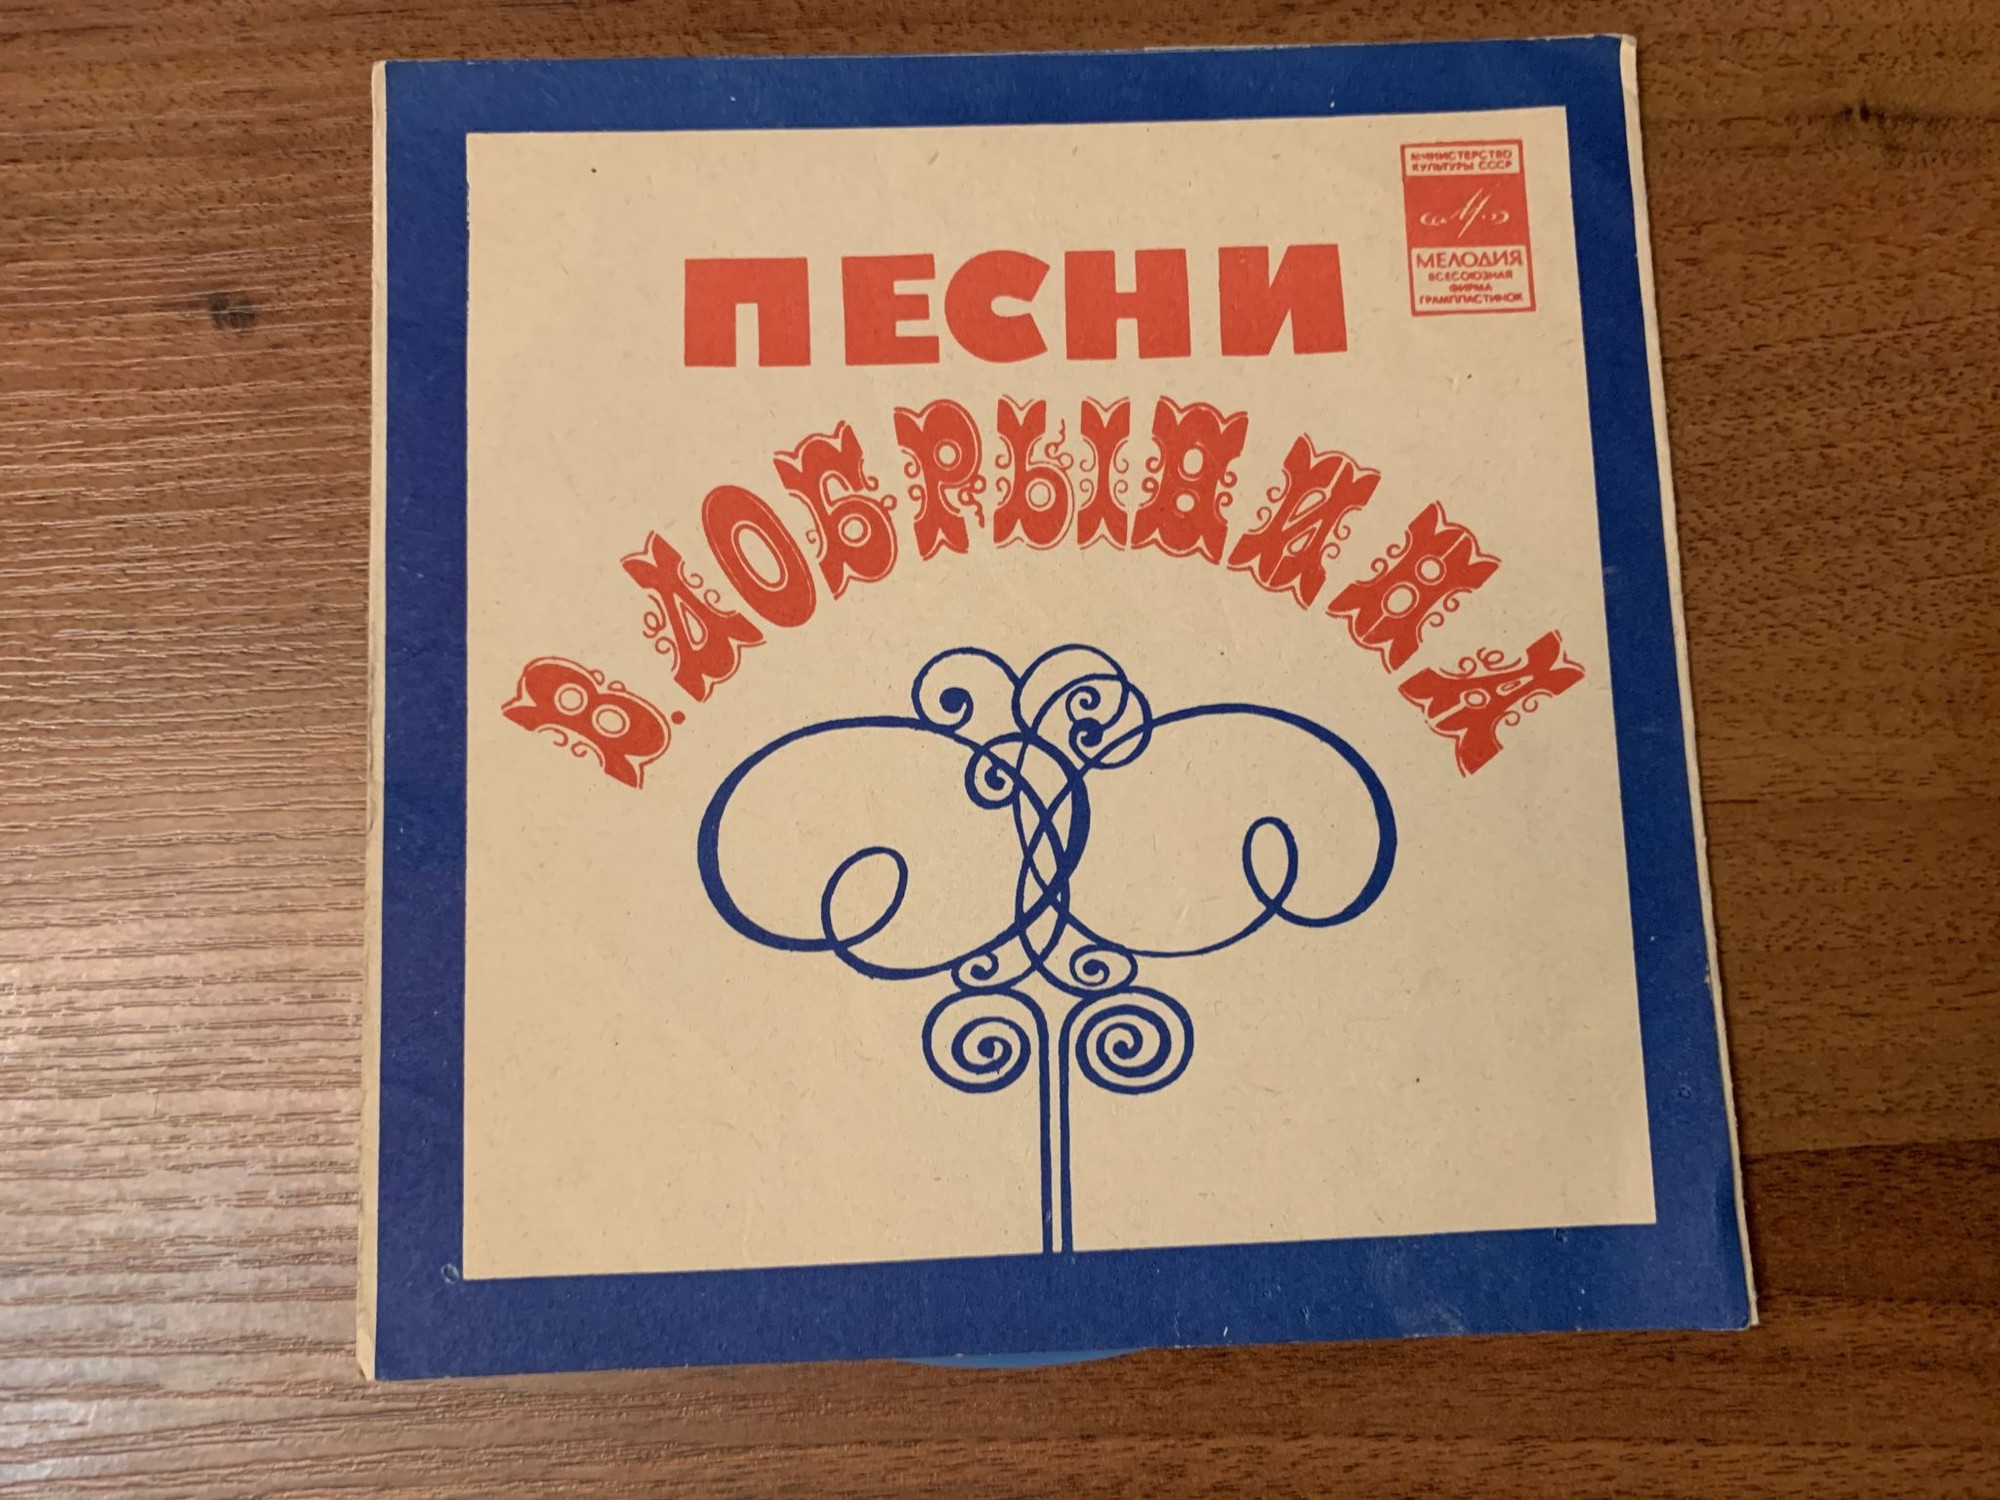 МИНИСТЕРСТВО
КУЛЬТУРЫ СССР
МЕЛОДИЯ
ВСЕСОЮЗНАЯ
ФИРМА
ГРАМПЛАСТИНОК
ПЕСНИ
В. ДОБРЫНИНА